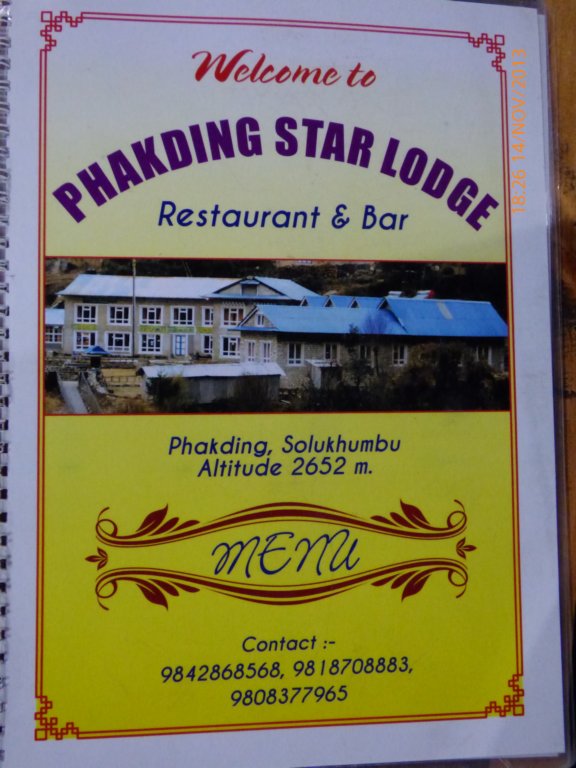 Welcome to
PHAKDING STAR LODGE
Restaurant & Bar
Phakding, Solukhumbu
Altitude 2652 m.
MENU
Contact :-
9842868568, 9818708883,
9808377965
18:26 14/NOV/2013